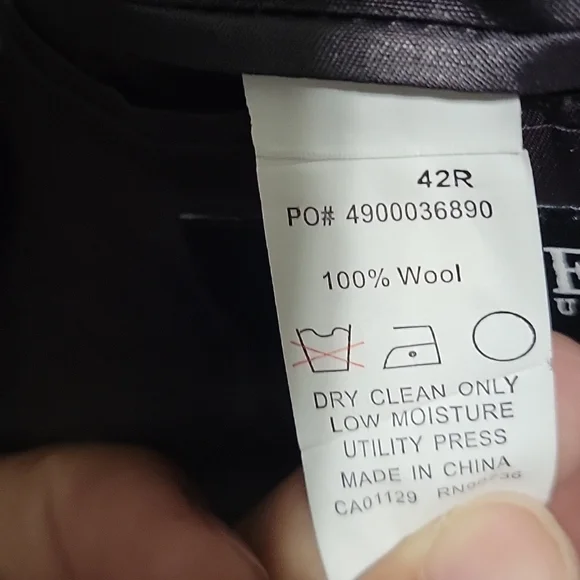 42R
PO# 4900036890
100% Wool
DRY CLEAN ONLY
LOW MOISTURE
UTILITY PRESS
MADE IN CHINA
CA01129